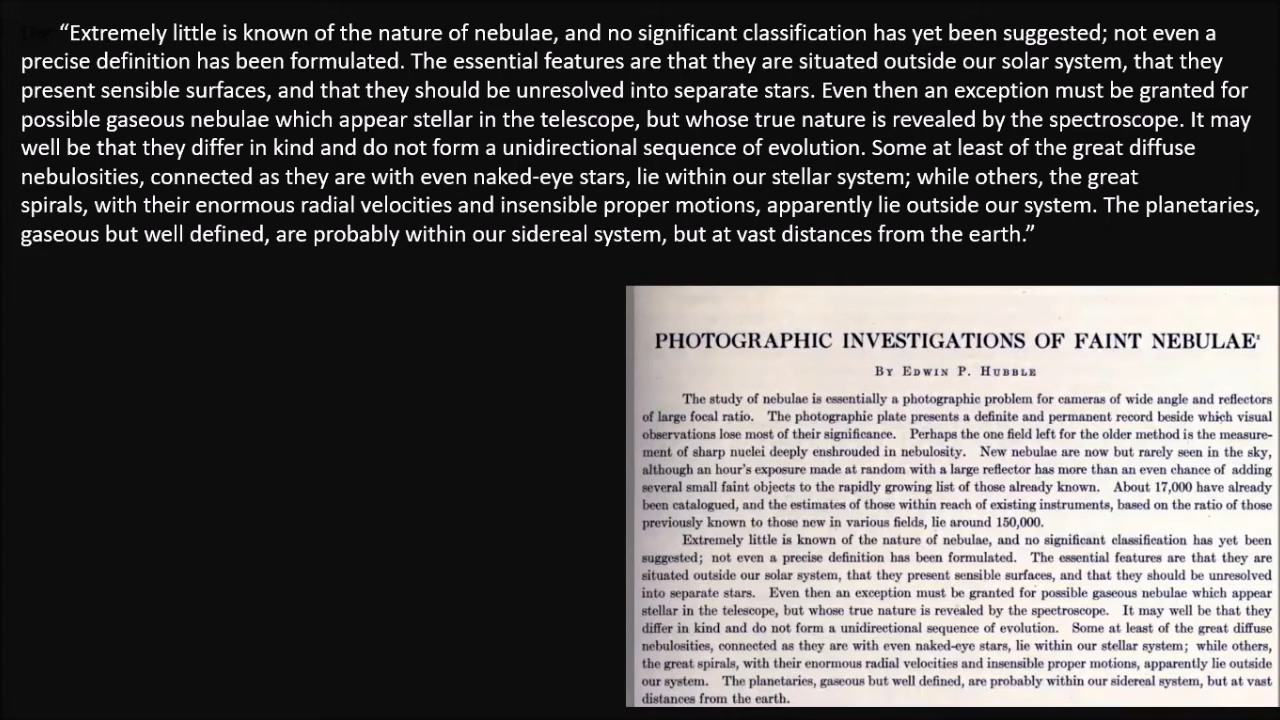 “Extremely little is known of the nature of nebulae, and no significant classification has yet been suggested; not even a
precise definition has been formulated. The essential features are that they are situated outside our solar system, that they
present sensible surfaces, and that they should be unresolved into separate stars. Even then an exception must be granted for
possible gaseous nebulae which appear stellar in the telescope, but whose true nature is revealed by the spectroscope. It may
well be that they differ in kind and do not form a unidirectional sequence of evolution. Some at least of the great diffuse
nebulosities, connected as they are with even naked-eye stars, lie within our stellar system; while others, the great
spirals, with their enormous radial velocities and insensible proper motions, apparently lie outside our system. The planetaries,
gaseous but well defined, are probably within our sidereal system, but at vast distances from the earth.”
PHOTOGRAPHIC INVESTIGATIONS OF FAINT NEBULAE¹
By Edwin P. Hubble
The study of nebulae is essentially a photographic problem for cameras of wide angle and reflectors
of large focal ratio. The photographic plate presents a definite and permanent record beside which visual
observations lose most of their significance. Perhaps the one field left for the older method is the measure-
ment of sharp nuclei deeply enshrouded in nebulosity. New nebulae are now but rarely seen in the sky,
although an hour's exposure made at random with a large reflector has more than an even chance of adding
several small faint objects to the rapidly growing list of those already known. About 17,000 have already
been catalogued, and the estimates of those within reach of existing instruments, based on the ratio of those
previously known to those new in various fields, lie around 150,000.
Extremely little is known of the nature of nebulae, and no significant classification has yet been
suggested; not even a precise definition has been formulated. The essential features are that they are
situated outside our solar system, that they present sensible surfaces, and that they should be unresolved
into separate stars. Even then an exception must be granted for possible gaseous nebulae which appear
stellar in the telescope, but whose true nature is revealed by the spectroscope. It may well be that they
differ in kind and do not form a unidirectional sequence of evolution. Some at least of the great diffuse
nebulosities, connected as they are with even naked-eye stars, lie within our stellar system; while others,
the great spirals, with their enormous radial velocities and insensible proper motions, apparently lie outside
our system. The planetaries, gaseous but well defined, are probably within our sidereal system, but at vast
distances from the earth.